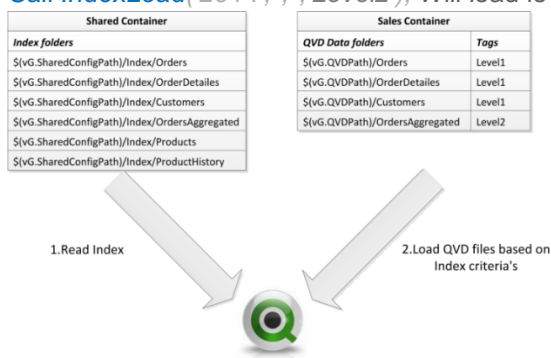 Shared Container
Index folders
$(vG.SharedConfigPath)/Index/Orders
$(vG.SharedConfigPath)/Index/OrderDetailes
$(vG.SharedConfigPath)/Index/Customers
$(vG.SharedConfigPath)/Index/OrdersAggregated
$(vG.SharedConfigPath)/Index/Products
$(vG.SharedConfigPath)/Index/ProductHistory
Sales Container
QVD Data folders Tags
$(vG.QVDPath)/Orders Level1
$(vG.QVDPath)/OrderDetailes Level1
$(vG.QVDPath)/Customers Level1
$(vG.QVDPath)/OrdersAggregated Level2
1.Read Index
2.Load QVD files based on
Index criteria's